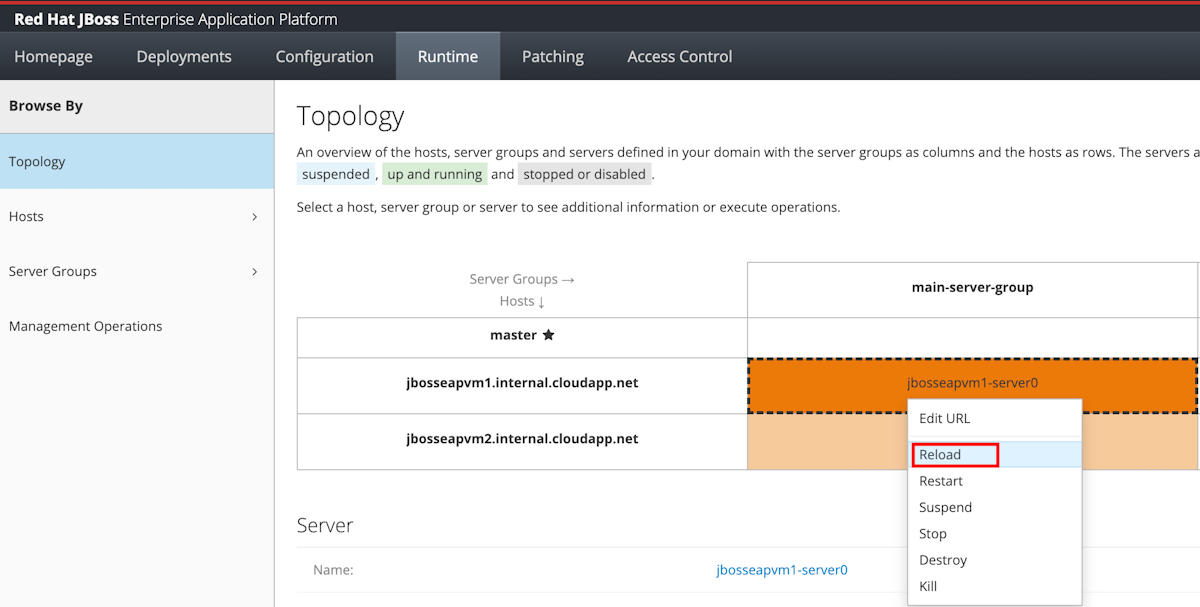 Red Hat JBoss Enterprise Application Platform
Homepage Deployments Configuration Runtime Patching Access Control
Browse By
Topology
Hosts
Server Groups
Management Operations
Topology
An overview of the hosts, server groups and servers defined in your domain with the server groups as columns and the hosts as rows. The servers a
suspended , up and running and stopped or disabled .
Select a host, server group or server to see additional information or execute operations.
Server Groups →
Hosts ↓
main-server-group
master ★
jbosseapvm1.internal.cloudapp.net
jbosseapvm1-server0
jbosseapvm2.internal.cloudapp.net
Edit URL
Reload
Restart
Suspend
Stop
Destroy
Kill
Server
Name: jbosseapvm1-server0